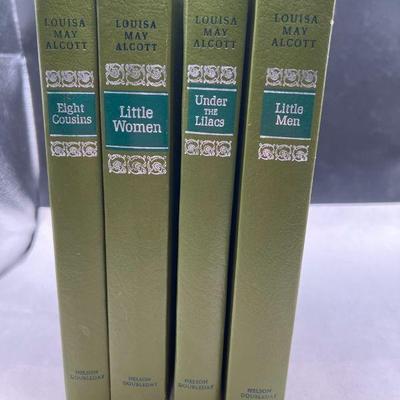 LOUISA
MAY
ALCOTT
Eight
Cousins
NELSON
DOUBLEDAY
LOUISA
MAY
ALCOTT
Little
Women
NELSON
DOUBLEDAY
LOUISA
MAY
ALCOTT
Under
THE
Lilacs
NELSON
DOUBLEDAY
LOUISA
MAY
ALCOTT
Little
Men
NELSON
DOUBLEDAY